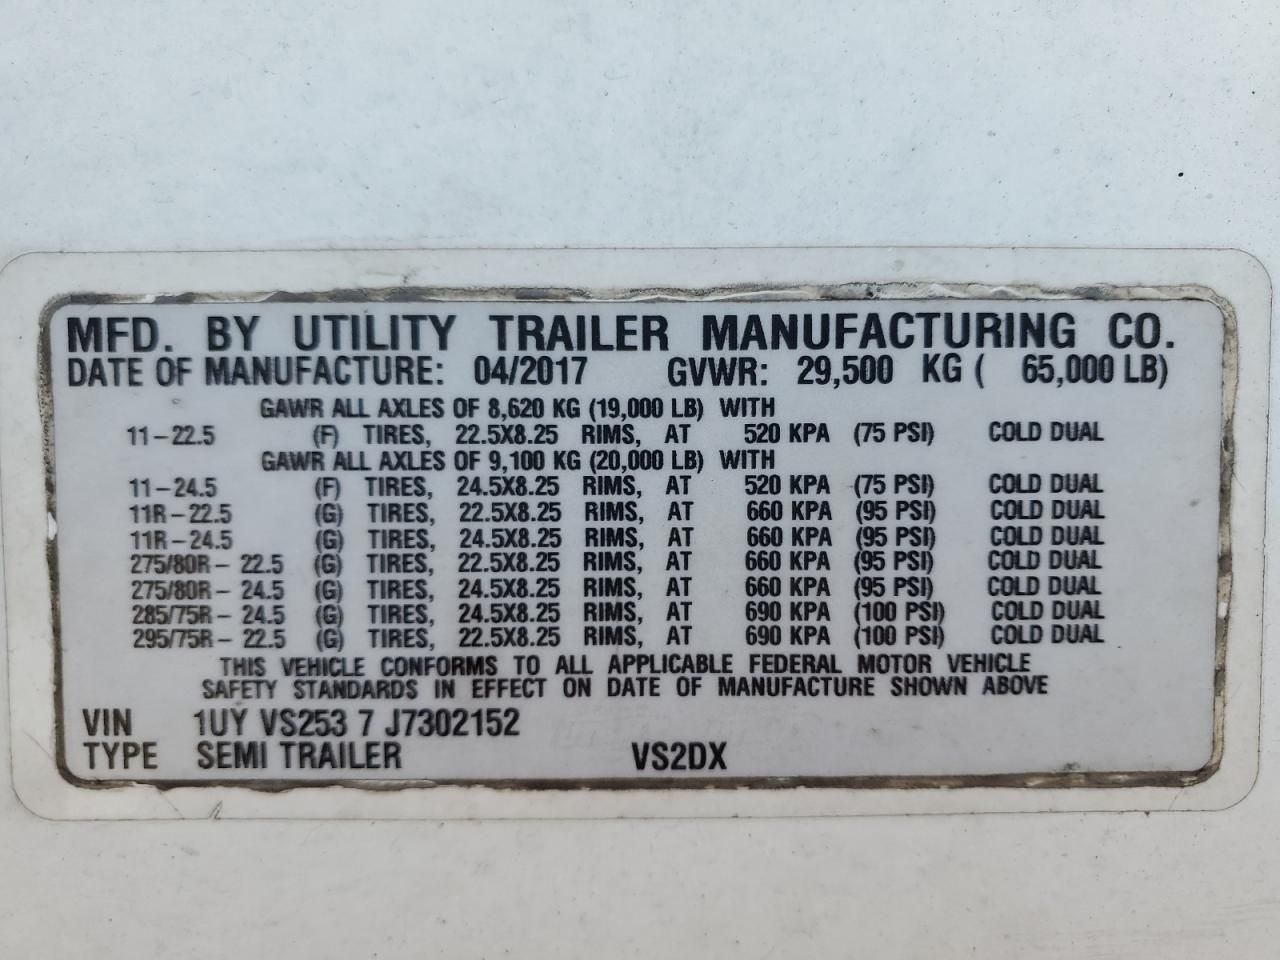 MFD. BY UTILITY TRAILER MANUFACTURING CO.
DATE OF MANUFACTURE: 04/2017 GVWR: 29,500 KG ( 65,000 LB)
GAWR ALL AXLES OF 8,620 KG (19,000 LB) WITH
11-22.5 (F) TIRES, 22.5X8.25 RIMS, AT 520 KPA (75 PSI) COLD DUAL
GAWR ALL AXLES OF 9,100 KG (20,000 LB) WITH
11-24.5 (F) TIRES, 24.5X8.25 RIMS, AT 520 KPA (75 PSI) COLD DUAL
11R-22.5 (G) TIRES, 22.5X8.25 RIMS, AT 660 KPA (95 PSI) COLD DUAL
11R-24.5 (G) TIRES, 24.5X8.25 RIMS, AT 660 KPA (95 PSI) COLD DUAL
275/80R- 22.5 (G) TIRES, 22.5X8.25 RIMS, AT 660 KPA (95 PSI) COLD DUAL
275/80R- 24.5 (G) TIRES, 24.5X8.25 RIMS, AT 660 KPA (95 PSI) COLD DUAL
285/75R- 24.5 (G) TIRES, 24.5X8.25 RIMS, AT 690 KPA (100 PSI) COLD DUAL
295/75R- 22.5 (G) TIRES, 22.5X8.25 RIMS, AT 690 KPA (100 PSI) COLD DUAL
THIS VEHICLE CONFORMS TO ALL APPLICABLE FEDERAL MOTOR VEHICLE
SAFETY STANDARDS IN EFFECT ON DATE OF MANUFACTURE SHOWN ABOVE
VIN 1UY VS253 7 J7302152
TYPE SEMI TRAILER VS2DX